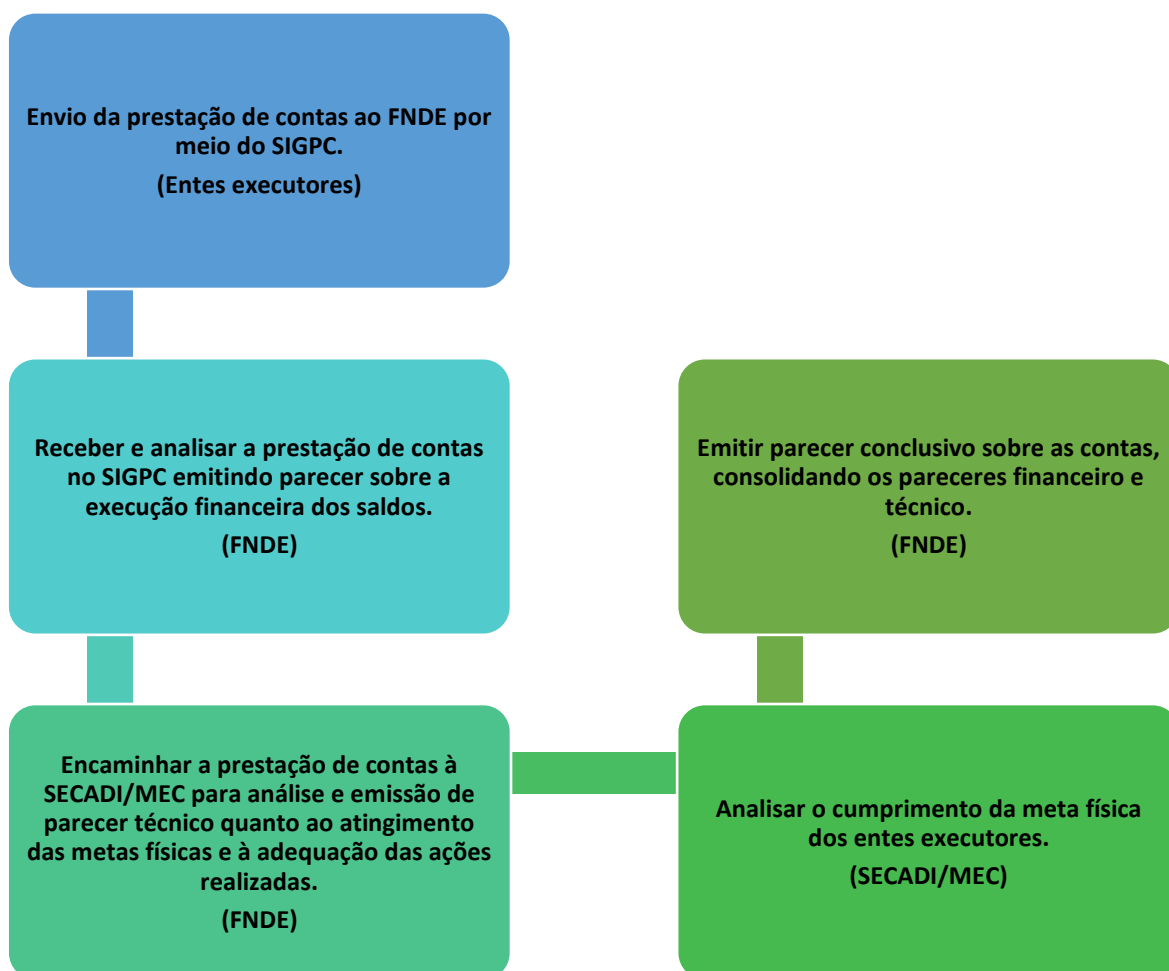 Envio da prestação de contas ao FNDE por
meio do SIGPC.
(Entes executores)
Receber e analisar a prestação de contas
no SIGPC emitindo parecer sobre a
execução financeira dos saldos.
(FNDE)
Encaminhar a prestação de contas à
SECADI/MEC para análise e emissão de
parecer técnico quanto ao atingimento
das metas físicas e à adequação das ações
realizadas.
(FNDE)
Analisar o cumprimento da meta física
dos entes executores.
(SECADI/MEC)
Emitir parecer conclusivo sobre as contas,
consolidando os pareceres financeiro e
técnico.
(FNDE)